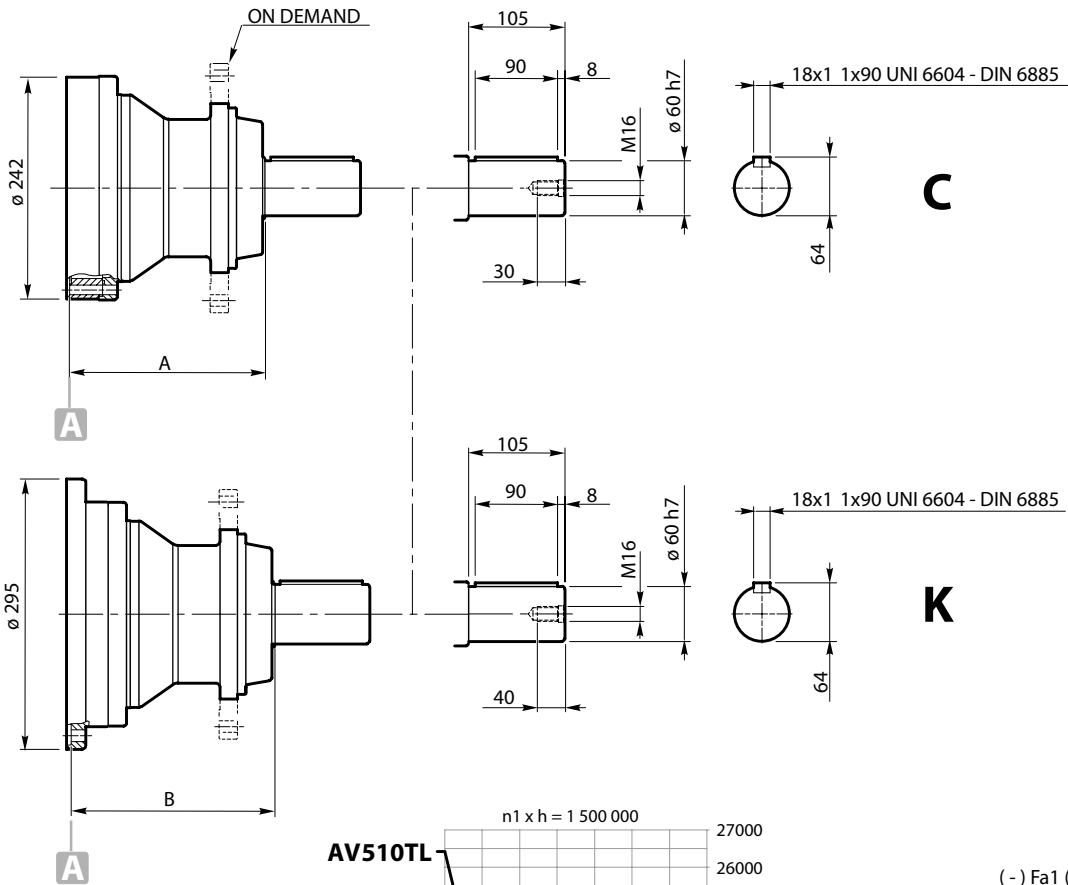 ON DEMAND
105
90
8
18x1 1x90 UNI 6604 - DIN 6885
ø 242
M16
ø 60 h7
C
64
30
A
A
105
90
8
18x1 1x90 UNI 6604 - DIN 6885
ø 295
M16
ø 60 h7
K
64
40
B
A
n1 x h = 1 500 000
27000
AV510TL
26000
( - ) Fa1 (